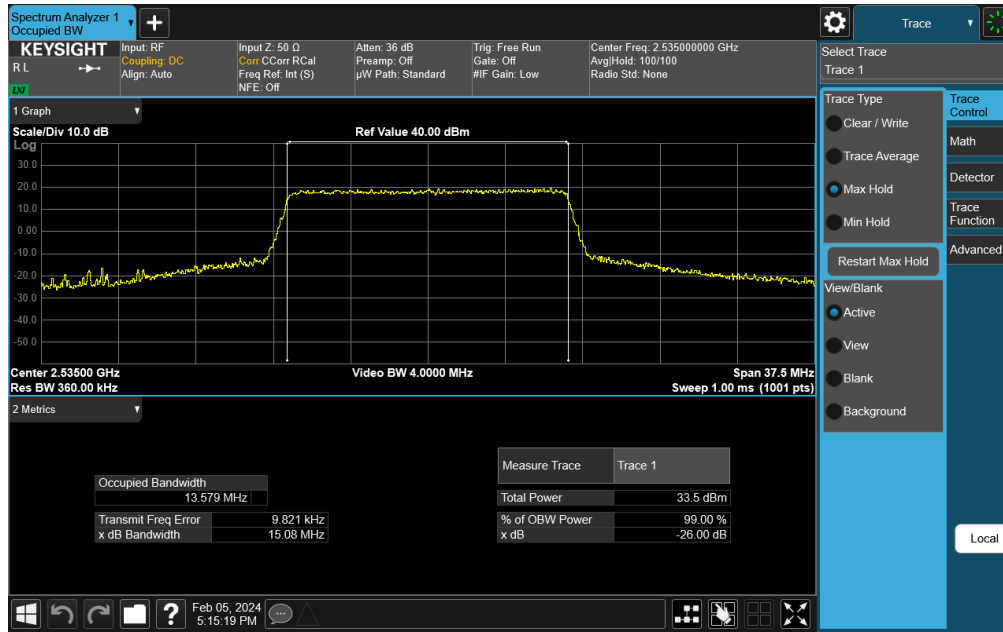 Spectrum Analyzer 1
Occupied BW
KEYSIGHT
R L
LXI
Input: RF
Coupling: DC
Align: Auto
Input Z: 50 Ω
Corr CCorr RCal
Freq Ref: Int (S)
NFE: Off
Atten: 36 dB
Preamp: Off
µW Path: Standard
Trig: Free Run
Gate: Off
#IF Gain: Low
Center Freq: 2.535000000 GHz
Avg|Hold: 100/100
Radio Std: None
1 Graph
Scale/Div 10.0 dB
Ref Value 40.00 dBm
Log
30.0
20.0
10.0
0.00
-10.0
-20.0
-30.0
-40.0
-50.0
Center 2.53500 GHz
Video BW 4.0000 MHz
Span 37.5 MHz
Res BW 360.00 kHz
Sweep 1.00 ms (1001 pts)
2 Metrics
Occupied Bandwidth
13.579 MHz
Transmit Freq Error 9.821 kHz
x dB Bandwidth 15.08 MHz
Measure Trace Trace 1
Total Power 33.5 dBm
% of OBW Power 99.00 %
x dB -26.00 dB
Feb 05, 2024
5:15:19 PM
Trace
Select Trace
Trace 1
Trace Type
Clear / Write
Trace Average
Max Hold
Min Hold
Restart Max Hold
View/Blank
Active
View
Blank
Background
Trace
Control
Math
Detector
Trace
Function
Advanced
Local